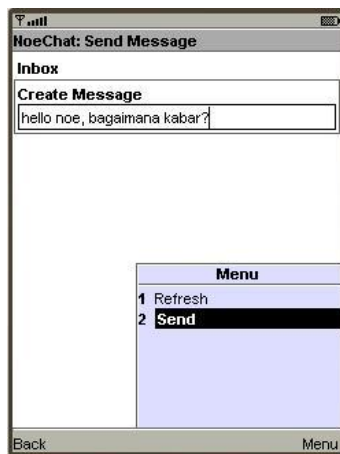 NoeChat: Send Message
Inbox
Create Message
hello noe, bagaimana kabar?
Menu
1 Refresh
2 Send
Back Menu